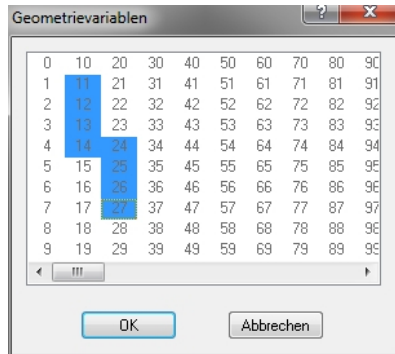 Geometrievariablen
0 10 20 30 40 50 60 70 80
1 11 21 31 41 51 61 71 81 91
2 12 22 32 42 52 62 72 82 92
3 13 23 33 43 53 63 73 83
4 14 24 34 44 54 64 74 84 94
5 15 25 35 45 55 65 75 85
6 16 26 36 46 56 66 76 86
7 17 27 37 47 57 67 77 87 97
8 18 28 38 48 58 68 78 88
9 19 29 39 49 59 69 79 89
OK Abbrechen